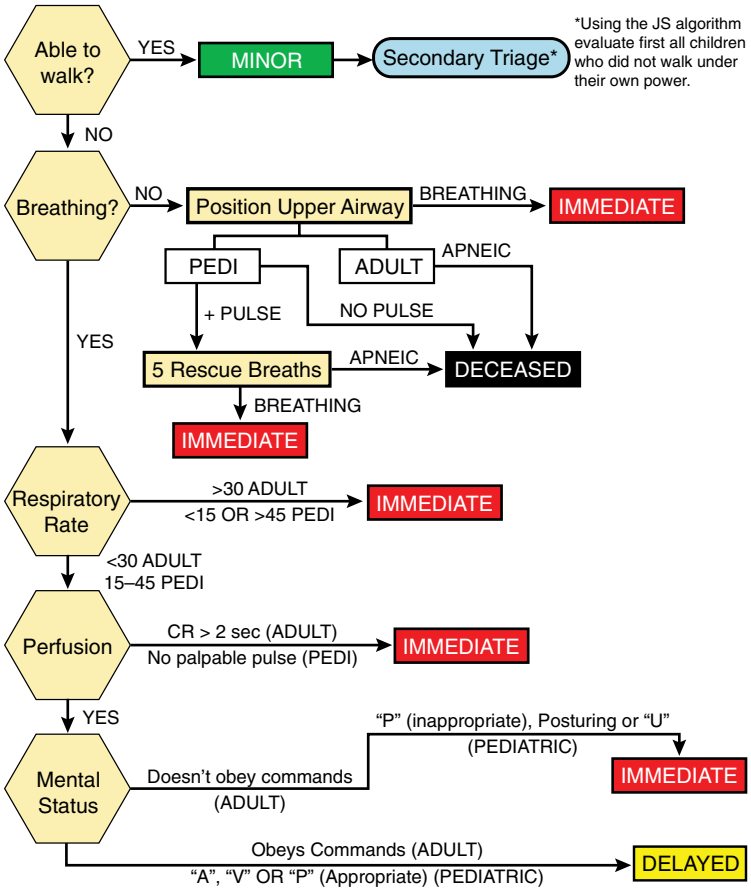 Able to
walk?
YES
MINOR
Secondary Triage*
*Using the JS algorithm
evaluate first all children
who did not walk under
their own power.
NO
Breathing?
NO
Position Upper Airway
BREATHING
IMMEDIATE
PEDI
ADULT
APNEIC
+ PULSE
NO PULSE
YES
5 Rescue Breaths
APNEIC
DECEASED
BREATHING
IMMEDIATE
Respiratory
Rate
>30 ADULT
<15 OR >45 PEDI
IMMEDIATE
<30 ADULT
15–45 PEDI
Perfusion
CR > 2 sec (ADULT)
No palpable pulse (PEDI)
IMMEDIATE
YES
Mental
Status
Doesn't obey commands
(ADULT)
“P” (inappropriate), Posturing or “U”
(PEDIATRIC)
IMMEDIATE
Obeys Commands (ADULT)
“A”, “V” OR “P” (Appropriate) (PEDIATRIC)
DELAYED